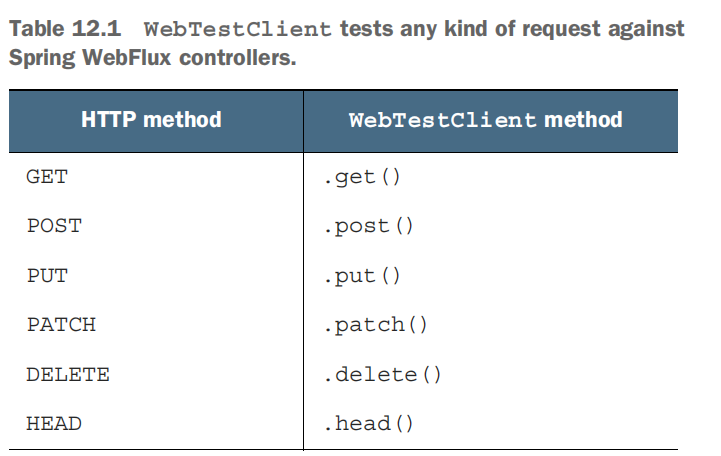 Table 12.1 WebTestClient tests any kind of request against
Spring WebFlux controllers.
HTTP method WebTestClient method
GET .get()
POST .post()
PUT .put()
PATCH .patch()
DELETE .delete()
HEAD .head()